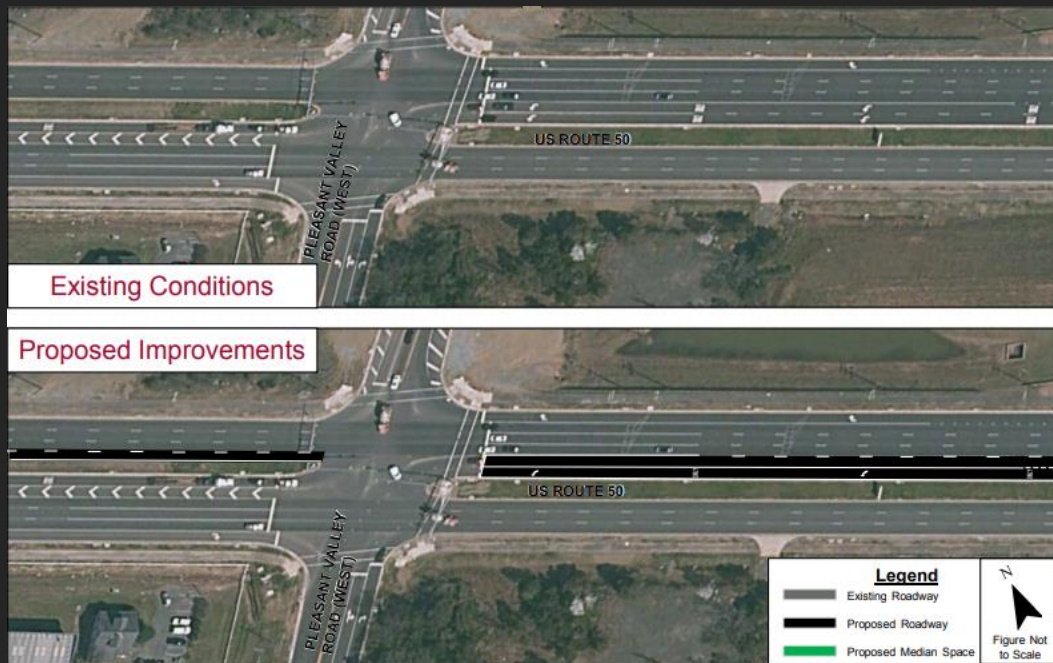 US ROUTE 50
PLEASANT VALLEY
ROAD (WEST)
Existing Conditions
Proposed Improvements
US ROUTE 50
PLEASANT VALLEY
ROAD (WEST)
Legend
Existing Roadway
Proposed Roadway
Proposed Median Space
N
Figure Not
to Scale